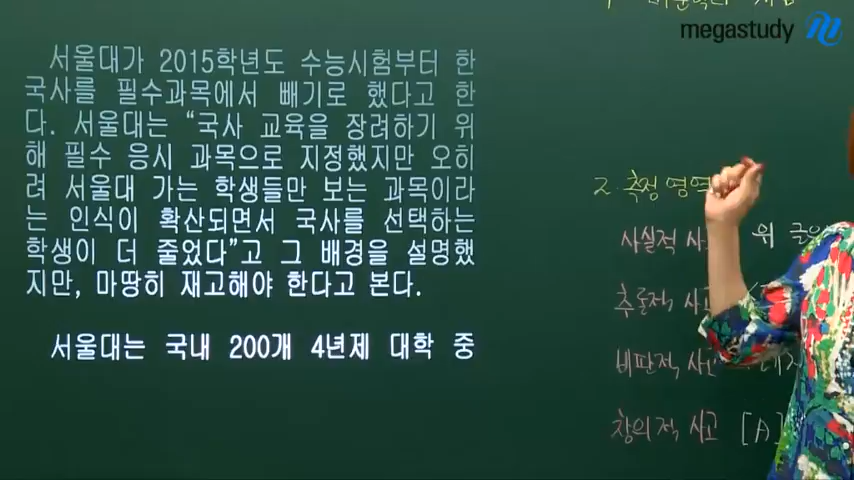 megastudy
서울대가 2015학년도 수능시험부터 한
국사를 필수과목에서 빼기로 했다고 한
다. 서울대는 “국사 교육을 장려하기 위
해 필수 응시 과목으로 지정했지만 오히
려 서울대 가는 학생들만 보는 과목이라
는 인식이 확산되면서 국사를 선택하는
학생이 더 줄었다”고 그 배경을 설명했
지만, 마땅히 재고해야 한다고 본다.
서울대는 국내 200개 4년제 대학 중
2. 측정 영역
사실적 사 위 글
추론적 사
비판적 사고
창의적 사고 [A]